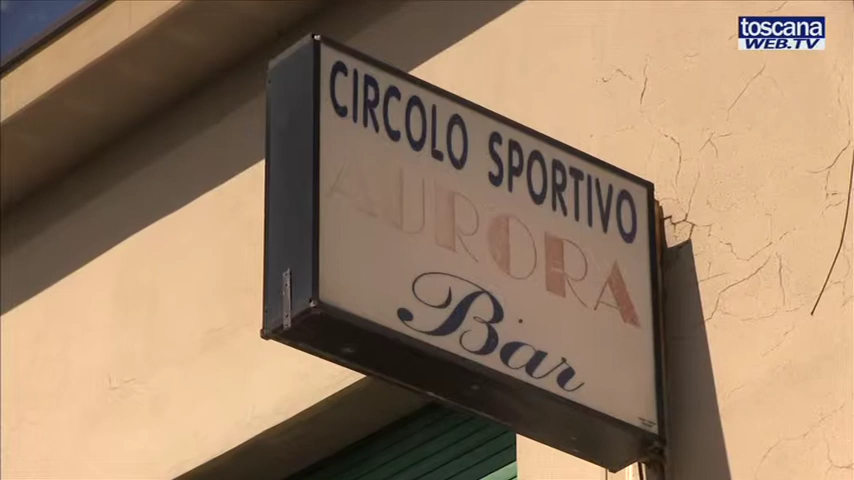 toscana
WEB.TV
CIRCOLO SPORTIVO
AURORA
Bar